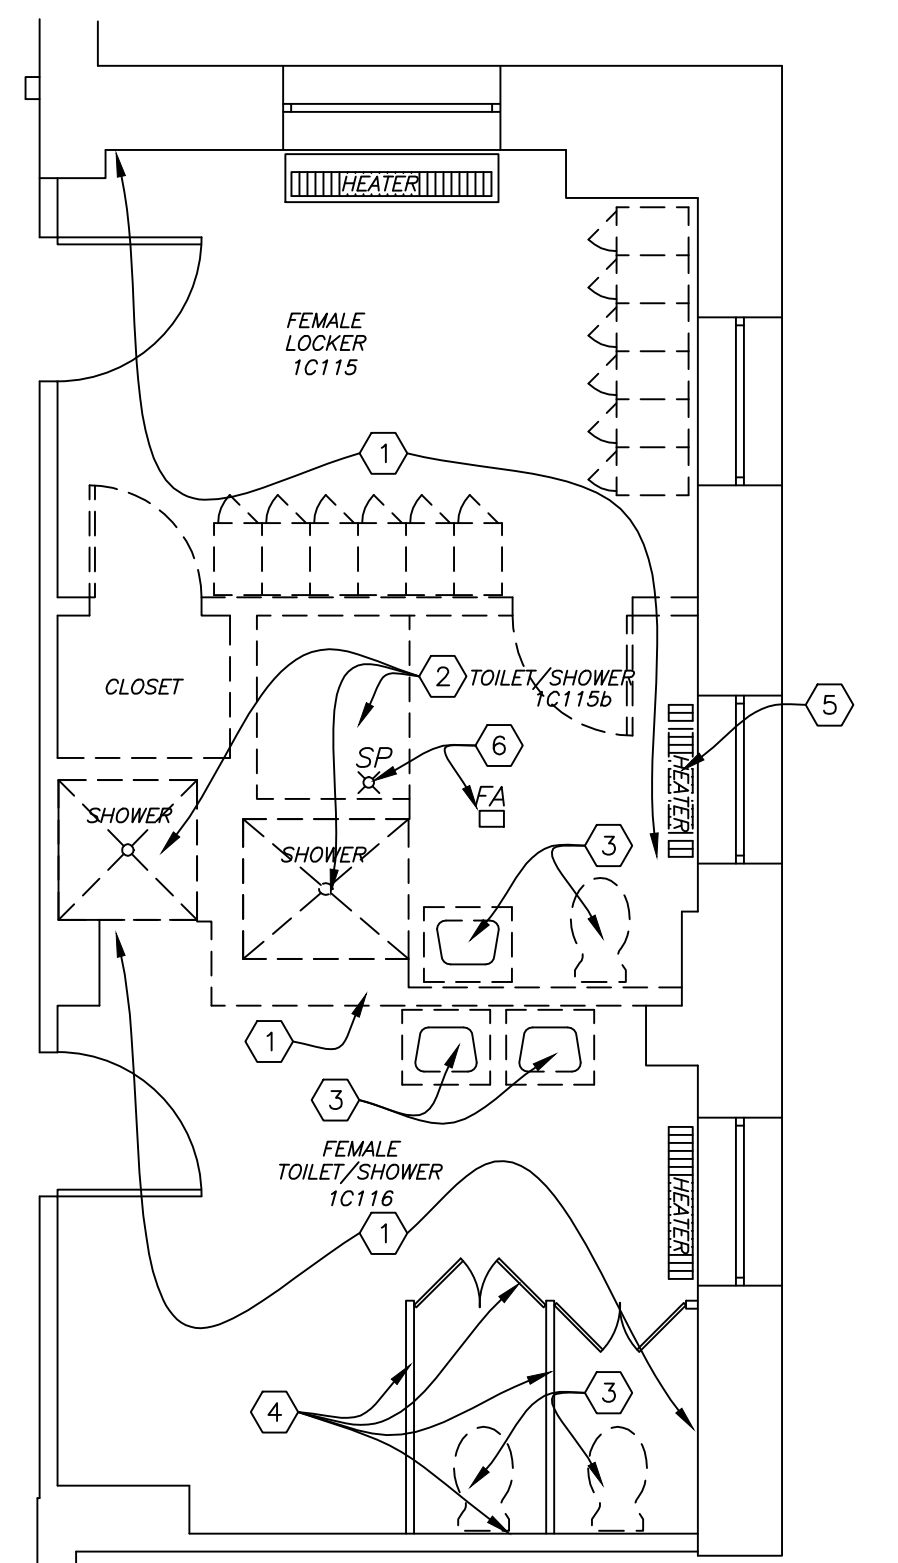 HEATER
FEMALE
LOCKER
1C115
1
CLOSET
2
TOILET/SHOWER
1C115b
5
SP
6
HEATER
FA
SHOWER
SHOWER
3
1
3
FEMALE
TOILET/SHOWER
1C116
HEATER
1
3
4